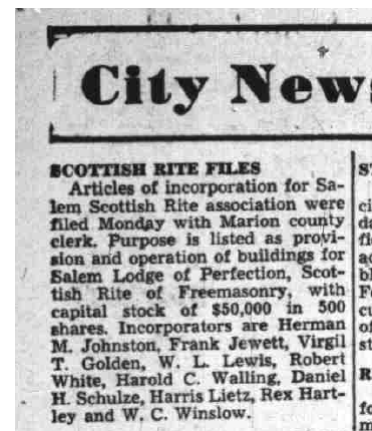 City News
SCOTTISH RITE FILES
Articles of incorporation for Sa-
lem Scottish Rite association were
filed Monday with Marion county
clerk. Purpose is listed as provi-
sion and operation of buildings for
Salem Lodge of Perfection, Scot-
tish Rite of Freemasonry, with
capital stock of $50,000 in 500
shares. Incorporators are Herman
M. Johnston, Frank Jewett, Virgil
T. Golden, W. L. Lewis, Robert
White, Harold C. Walling, Daniel
H. Schulze, Harris Lietz, Rex Hart-
ley and W. C. Winslow.